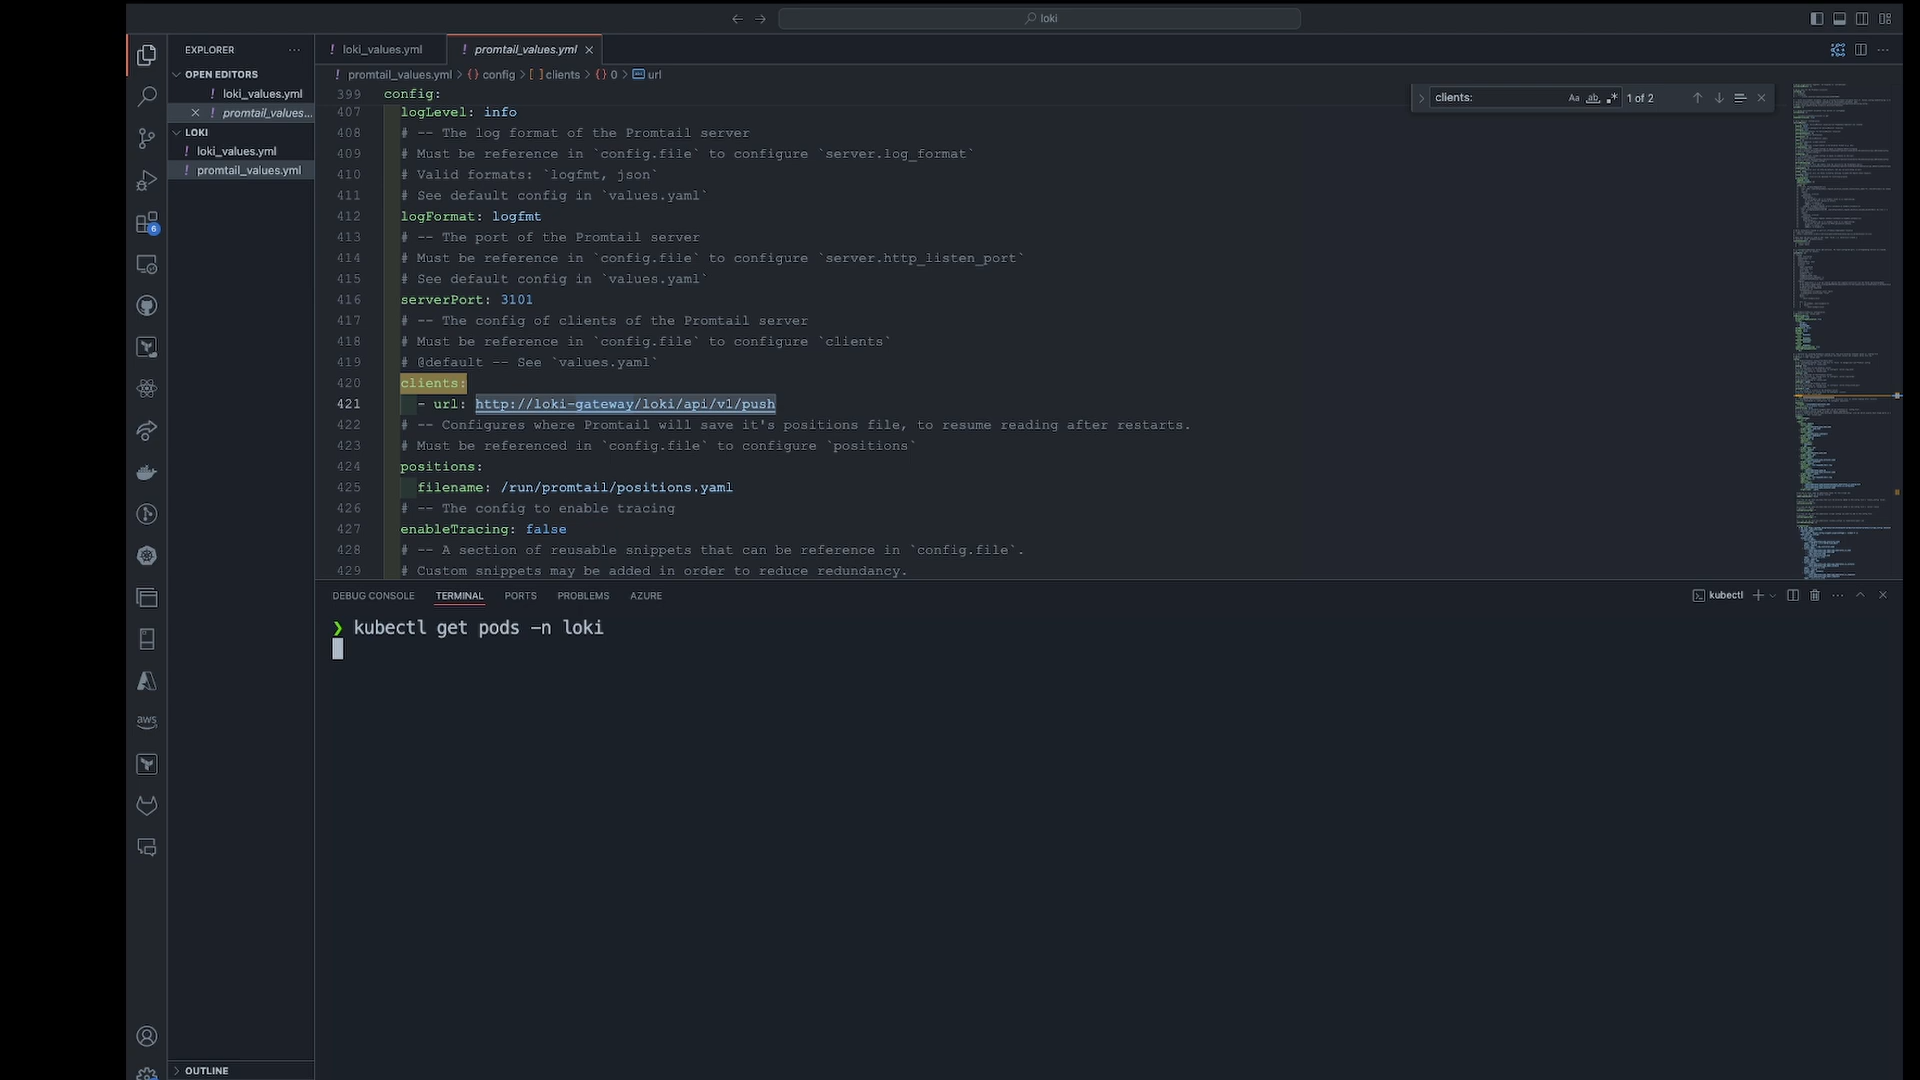 loki
EXPLORER
OPEN EDITORS
! loki_values.yml
! promtail_values...
LOKI
! loki_values.yml
! promtail_values.yml
6
aws
OUTLINE
! loki_values.yml
! promtail_values.yml
! promtail_values.yml > {} config > [ ] clients > {} 0 > url
clients:
Aa ab .* 1 of 2
399 config:
407 logLevel: info
408 # -- The log format of the Promtail server
409 # Must be reference in `config.file` to configure `server.log_format`
410 # Valid formats: `logfmt, json`
411 # See default config in `values.yaml`
412 logFormat: logfmt
413 # -- The port of the Promtail server
414 # Must be reference in `config.file` to configure `server.http_listen_port`
415 # See default config in `values.yaml`
416 serverPort: 3101
417 # -- The config of clients of the Promtail server
418 # Must be reference in `config.file` to configure `clients`
419 # @default -- See `values.yaml`
420 clients:
421 - url: http://loki-gateway/loki/api/v1/push
422 # -- Configures where Promtail will save it's positions file, to resume reading after restarts.
423 # Must be referenced in `config.file` to configure `positions`
424 positions:
425 filename: /run/promtail/positions.yaml
426 # -- The config to enable tracing
427 enableTracing: false
428 # -- A section of reusable snippets that can be reference in `config.file`.
429 # Custom snippets may be added in order to reduce redundancy.
DEBUG CONSOLE TERMINAL PORTS PROBLEMS AZURE
kubectl
❯ kubectl get pods -n loki